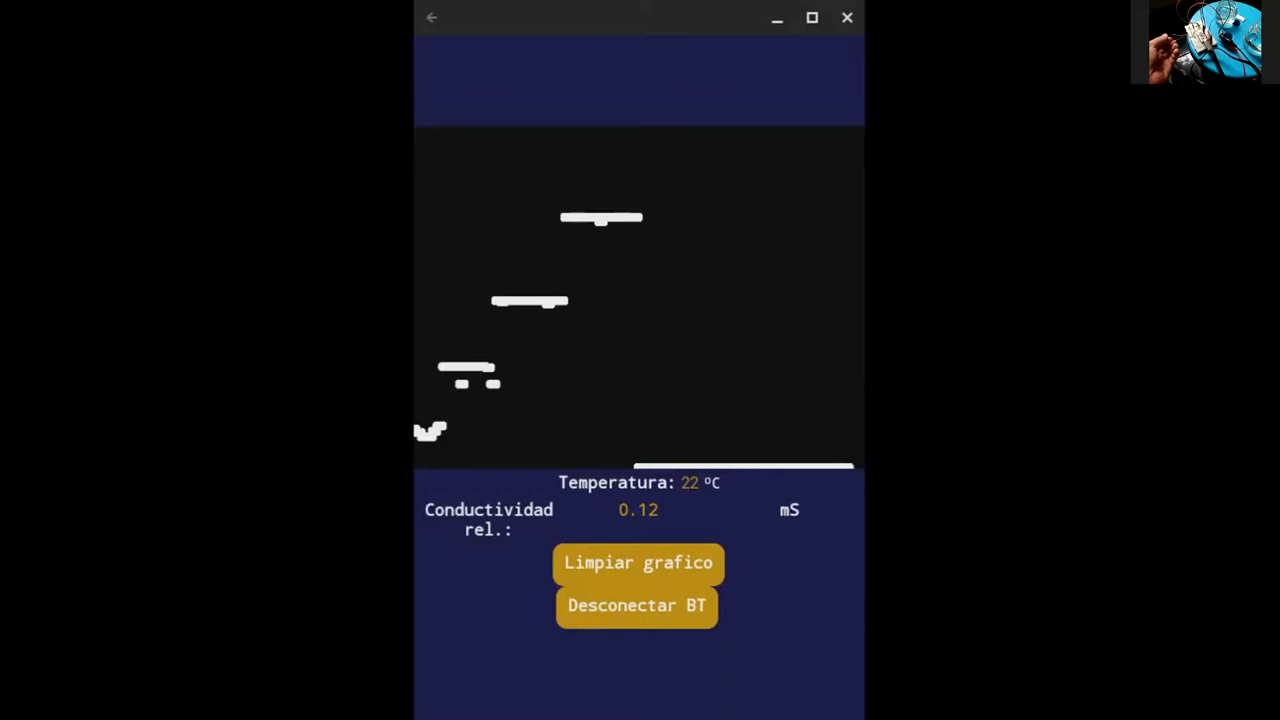 Temperatura: 22 ºC
Conductividad rel.: 0.12 mS
Limpiar grafico
Desconectar BT